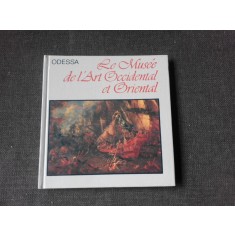 ODESSA
Le Musée
de l'Art Occidental
et Oriental